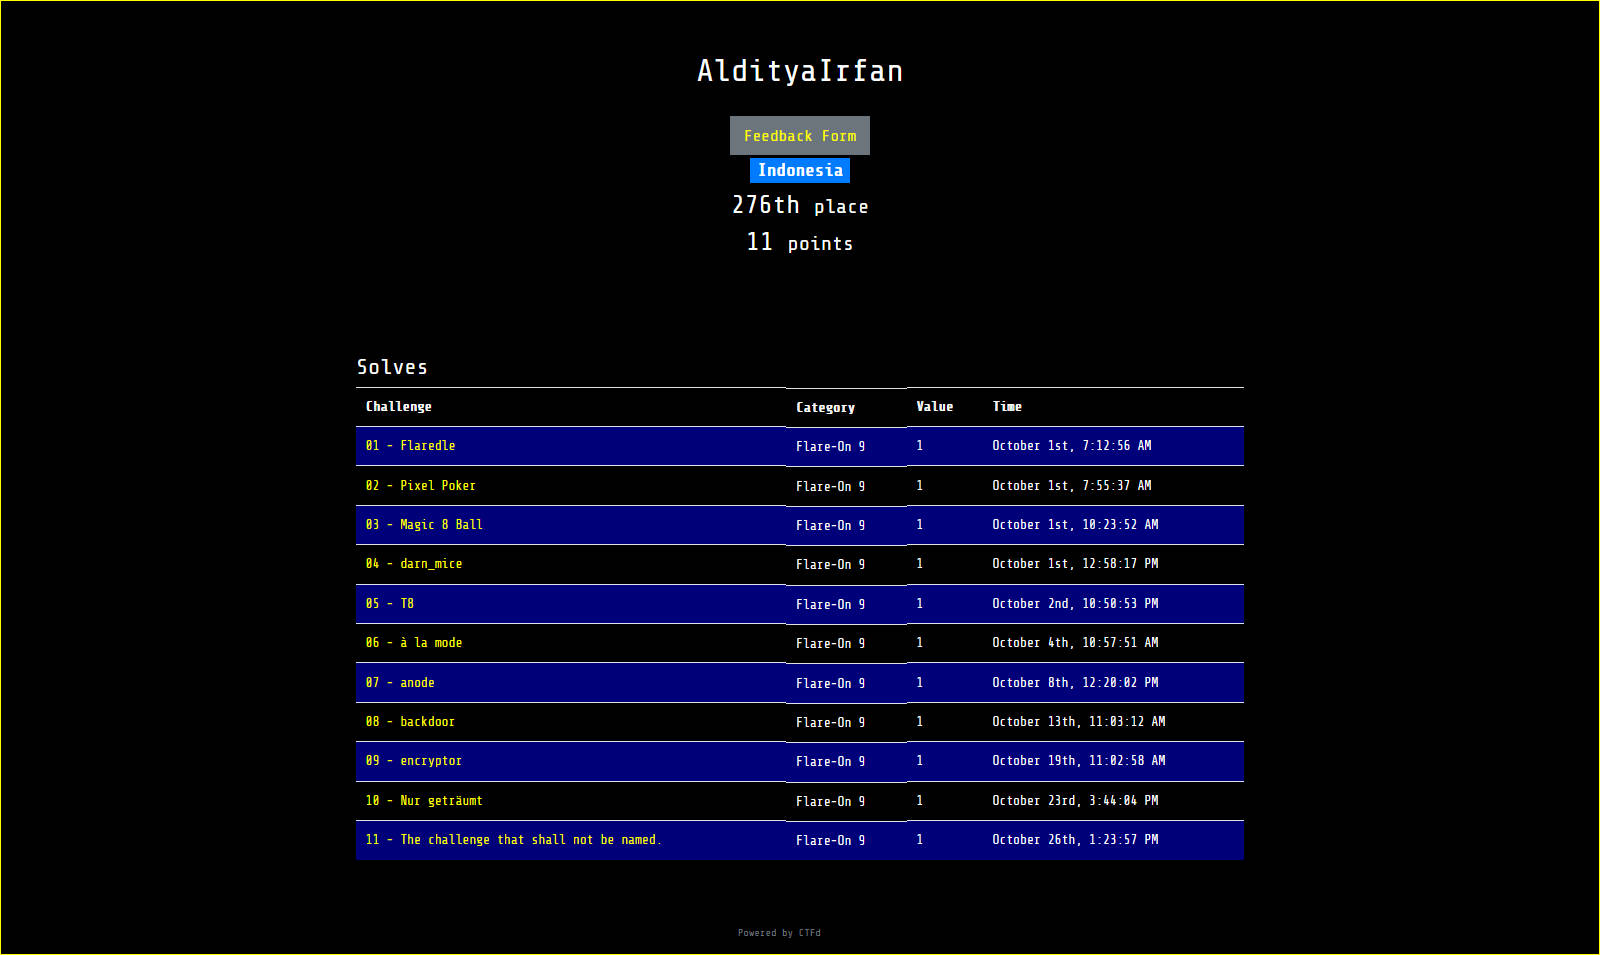 AldityaIrfan
Feedback Form
Indonesia
276th place
11 points
Solves
Challenge Category Value Time
01 - Flaredle Flare-On 9 1 October 1st, 7:12:56 AM
02 - Pixel Poker Flare-On 9 1 October 1st, 7:55:37 AM
03 - Magic 8 Ball Flare-On 9 1 October 1st, 10:23:52 AM
04 - darn_mice Flare-On 9 1 October 1st, 12:58:17 PM
05 - T8 Flare-On 9 1 October 2nd, 10:50:53 PM
06 - à la mode Flare-On 9 1 October 4th, 10:57:51 AM
07 - anode Flare-On 9 1 October 8th, 12:20:02 PM
08 - backdoor Flare-On 9 1 October 13th, 11:03:12 AM
09 - encryptor Flare-On 9 1 October 19th, 11:02:58 AM
10 - Nur geträumt Flare-On 9 1 October 23rd, 3:44:04 PM
11 - The challenge that shall not be named. Flare-On 9 1 October 26th, 1:23:57 PM
Powered by CTFd